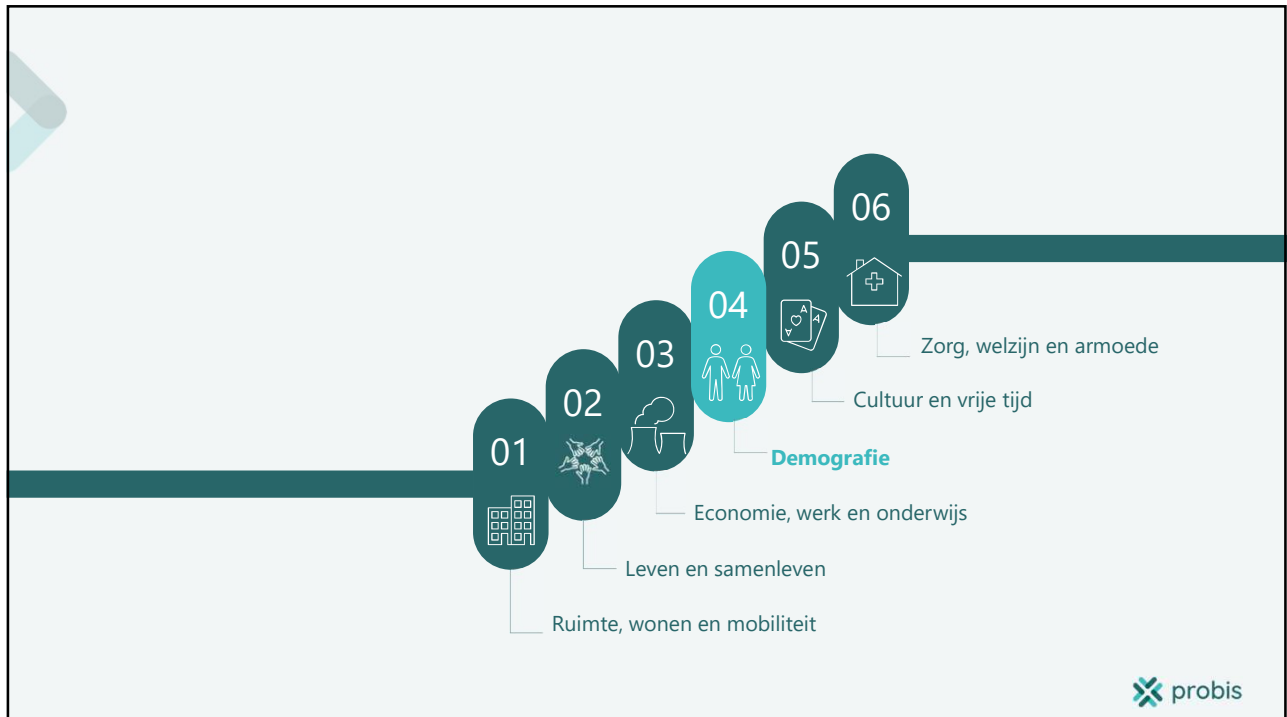 01
Ruimte, wonen en mobiliteit
02
Leven en samenleven
03
Economie, werk en onderwijs
04
Demografie
05
A
A
A
Cultuur en vrije tijd
06
Zorg, welzijn en armoede
probis